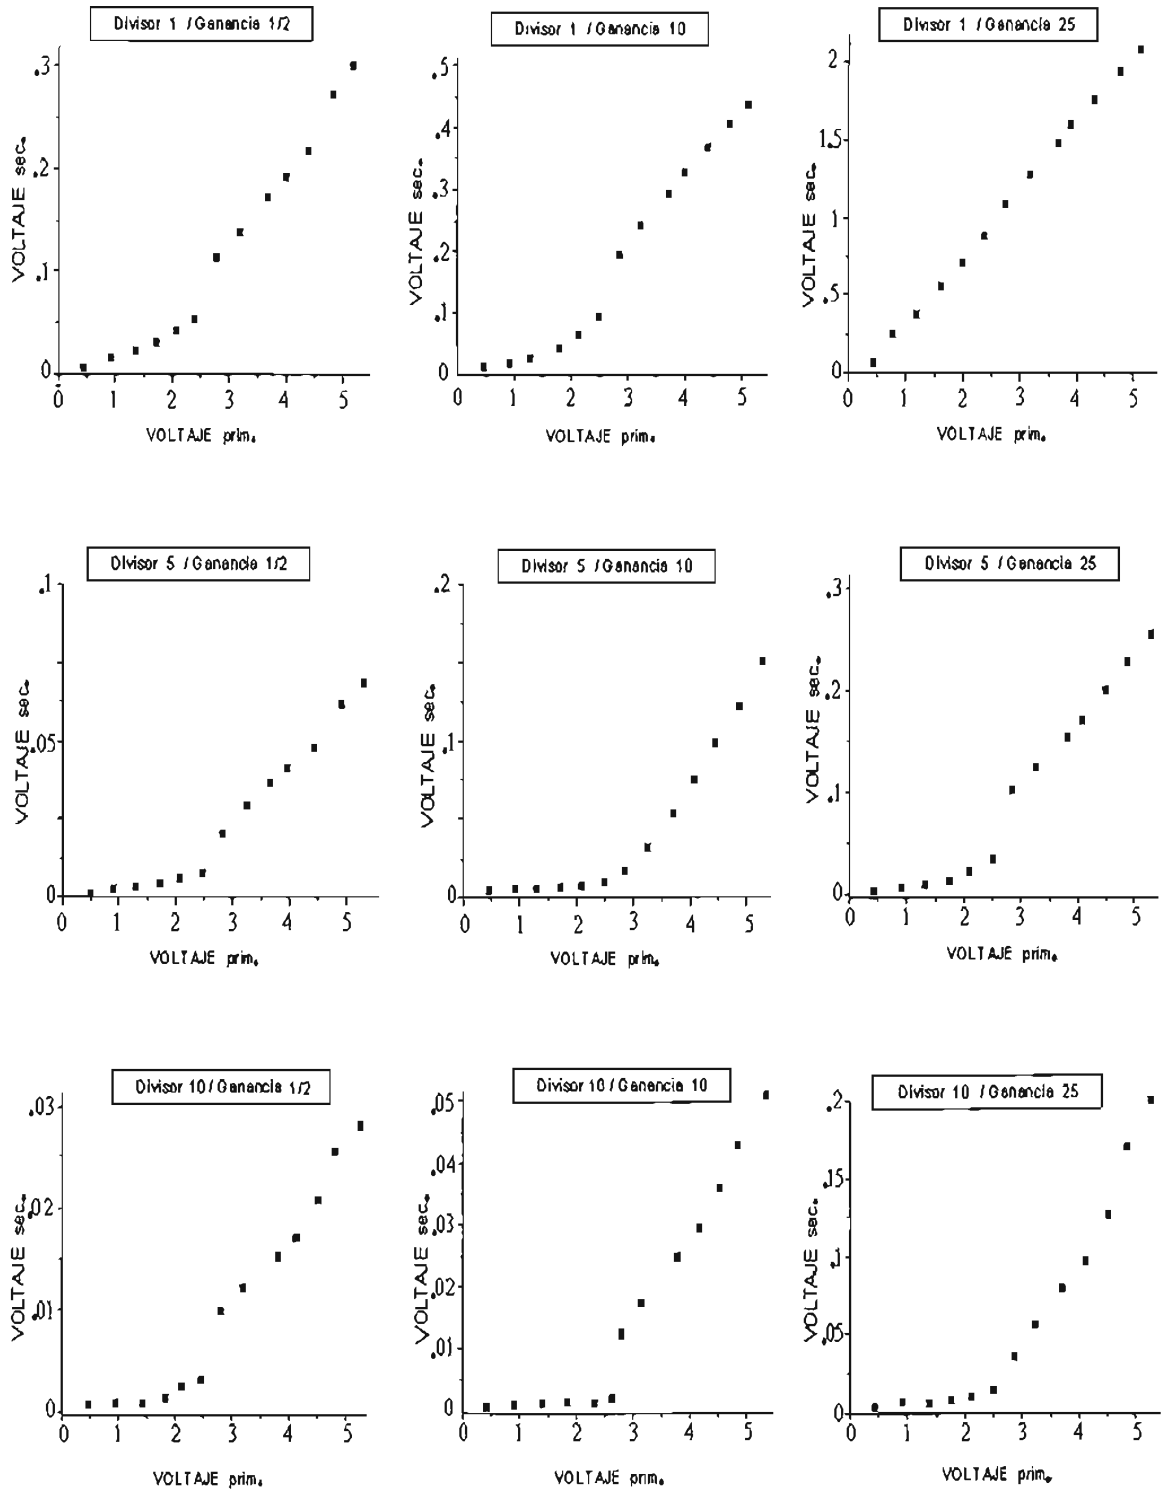 Divisor 1 / Ganancia 1/2
.3
.2
.1
0
VOLTAJE sec.
0 1 2 3 4 5
VOLTAJE prim.
Divisor 1 / Ganancia 10
.5
.4
.3
.2
.1
0
VOLTAJE sec.
0 1 2 3 4 5
VOLTAJE prim.
Divisor 1 / Ganancia 25
2
1.5
1
.5
0
VOLTAJE sec.
0 1 2 3 4 5
VOLTAJE prim.
Divisor 5 / Ganancia 1/2
.1
.05
0
VOLTAJE sec.
0 1 2 3 4 5
VOLTAJE prim.
Divisor 5 / Ganancia 10
.2
.1
0
VOLTAJE sec.
0 1 2 3 4 5
VOLTAJE prim.
Divisor 5 / Ganancia 25
.3
.2
.1
0
VOLTAJE sec.
0 1 2 3 4 5
VOLTAJE prim.
Divisor 10 / Ganancia 1/2
.03
.02
.01
0
VOLTAJE sec.
0 1 2 3 4 5
VOLTAJE prim.
Divisor 10 / Ganancia 10
.05
.04
.03
.02
.01
0
VOLTAJE sec.
0 1 2 3 4 5
VOLTAJE prim.
Divisor 10 / Ganancia 25
.2
.15
.1
.05
0
VOLTAJE sec.
0 1 2 3 4 5
VOLTAJE prim.